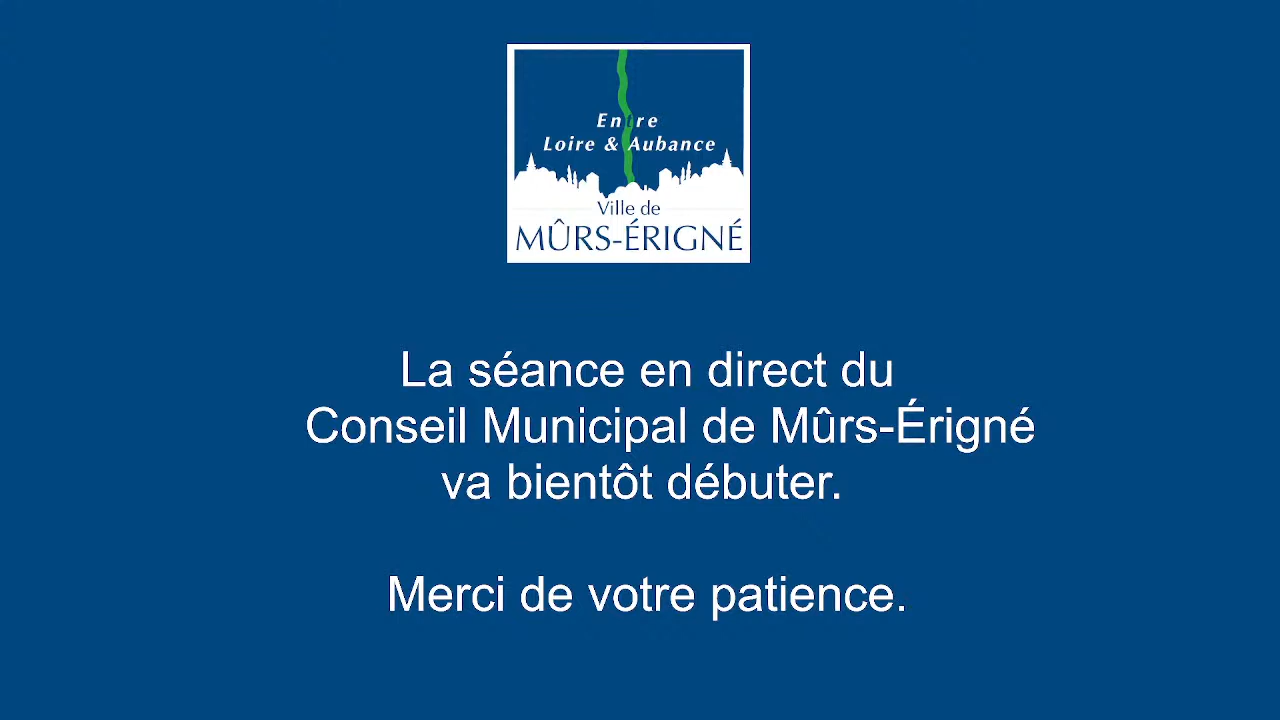 Entre
Loire & Aubance
Ville de
MÛRS-ÉRIGNÉ
La séance en direct du
Conseil Municipal de Mûrs-Érigné
va bientôt débuter.
Merci de votre patience.